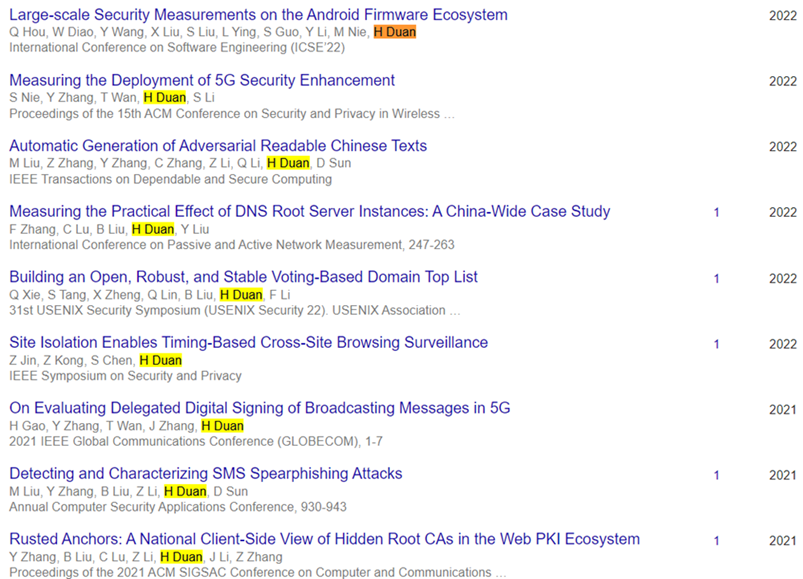 Large-scale Security Measurements on the Android Firmware Ecosystem 2022
Q Hou, W Diao, Y Wang, X Liu, S Liu, L Ying, S Guo, Y Li, M Nie, H Duan
International Conference on Software Engineering (ICSE'22)
Measuring the Deployment of 5G Security Enhancement 2022
S Nie, Y Zhang, T Wan, H Duan, S Li
Proceedings of the 15th ACM Conference on Security and Privacy in Wireless …
Automatic Generation of Adversarial Readable Chinese Texts 2022
M Liu, Z Zhang, Y Zhang, C Zhang, Z Li, Q Li, H Duan, D Sun
IEEE Transactions on Dependable and Secure Computing
Measuring the Practical Effect of DNS Root Server Instances: A China-Wide Case Study 1 2022
F Zhang, C Lu, B Liu, H Duan, Y Liu
International Conference on Passive and Active Network Measurement, 247-263
Building an Open, Robust, and Stable Voting-Based Domain Top List 1 2022
Q Xie, S Tang, X Zheng, Q Lin, B Liu, H Duan, F Li
31st USENIX Security Symposium (USENIX Security 22). USENIX Association …
Site Isolation Enables Timing-Based Cross-Site Browsing Surveillance 1 2022
Z Jin, Z Kong, S Chen, H Duan
IEEE Symposium on Security and Privacy
On Evaluating Delegated Digital Signing of Broadcasting Messages in 5G 2021
H Gao, Y Zhang, T Wan, J Zhang, H Duan
2021 IEEE Global Communications Conference (GLOBECOM), 1-7
Detecting and Characterizing SMS Spearphishing Attacks 1 2021
M Liu, Y Zhang, B Liu, Z Li, H Duan, D Sun
Annual Computer Security Applications Conference, 930-943
Rusted Anchors: A National Client-Side View of Hidden Root CAs in the Web PKI Ecosystem 1 2021
Y Zhang, B Liu, C Lu, Z Li, H Duan, J Li, Z Zhang
Proceedings of the 2021 ACM SIGSAC Conference on Computer and Communications …